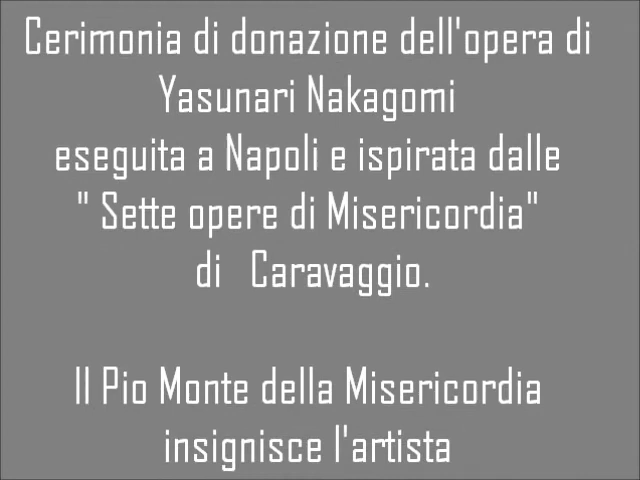 Cerimonia di donazione dell'opera di
Yasunari Nakagomi
eseguita a Napoli e ispirata dalle
" Sette opere di Misericordia"
di Caravaggio.
Il Pio Monte della Misericordia
insignisce l'artista